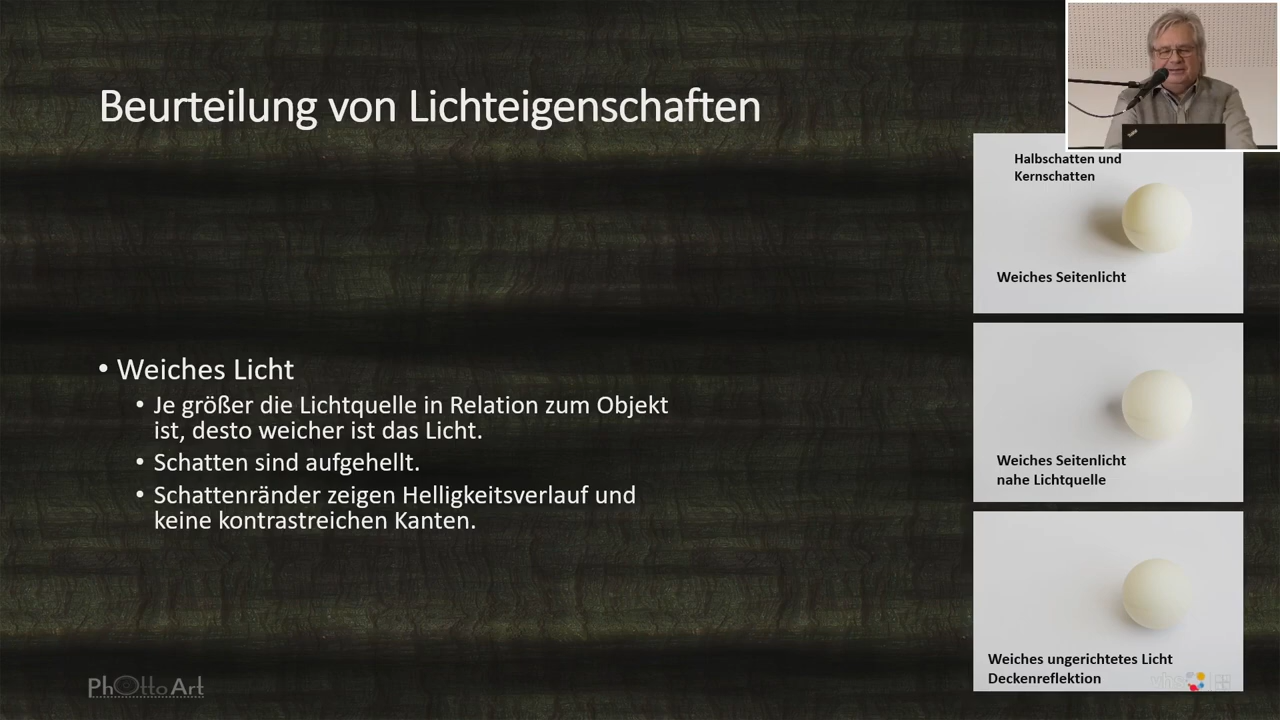 Beurteilung von Lichteigenschaften
Halbschatten und
Kernschatten
Weiches Seitenlicht
• Weiches Licht
• Je größer die Lichtquelle in Relation zum Objekt
ist, desto weicher ist das Licht.
• Schatten sind aufgehellt.
• Schattenränder zeigen Helligkeitsverlauf und
keine kontrastreichen Kanten.
Weiches Seitenlicht
nahe Lichtquelle
Weiches ungerichtetes Licht
Deckenreflektion
PhOttoArt
vhs